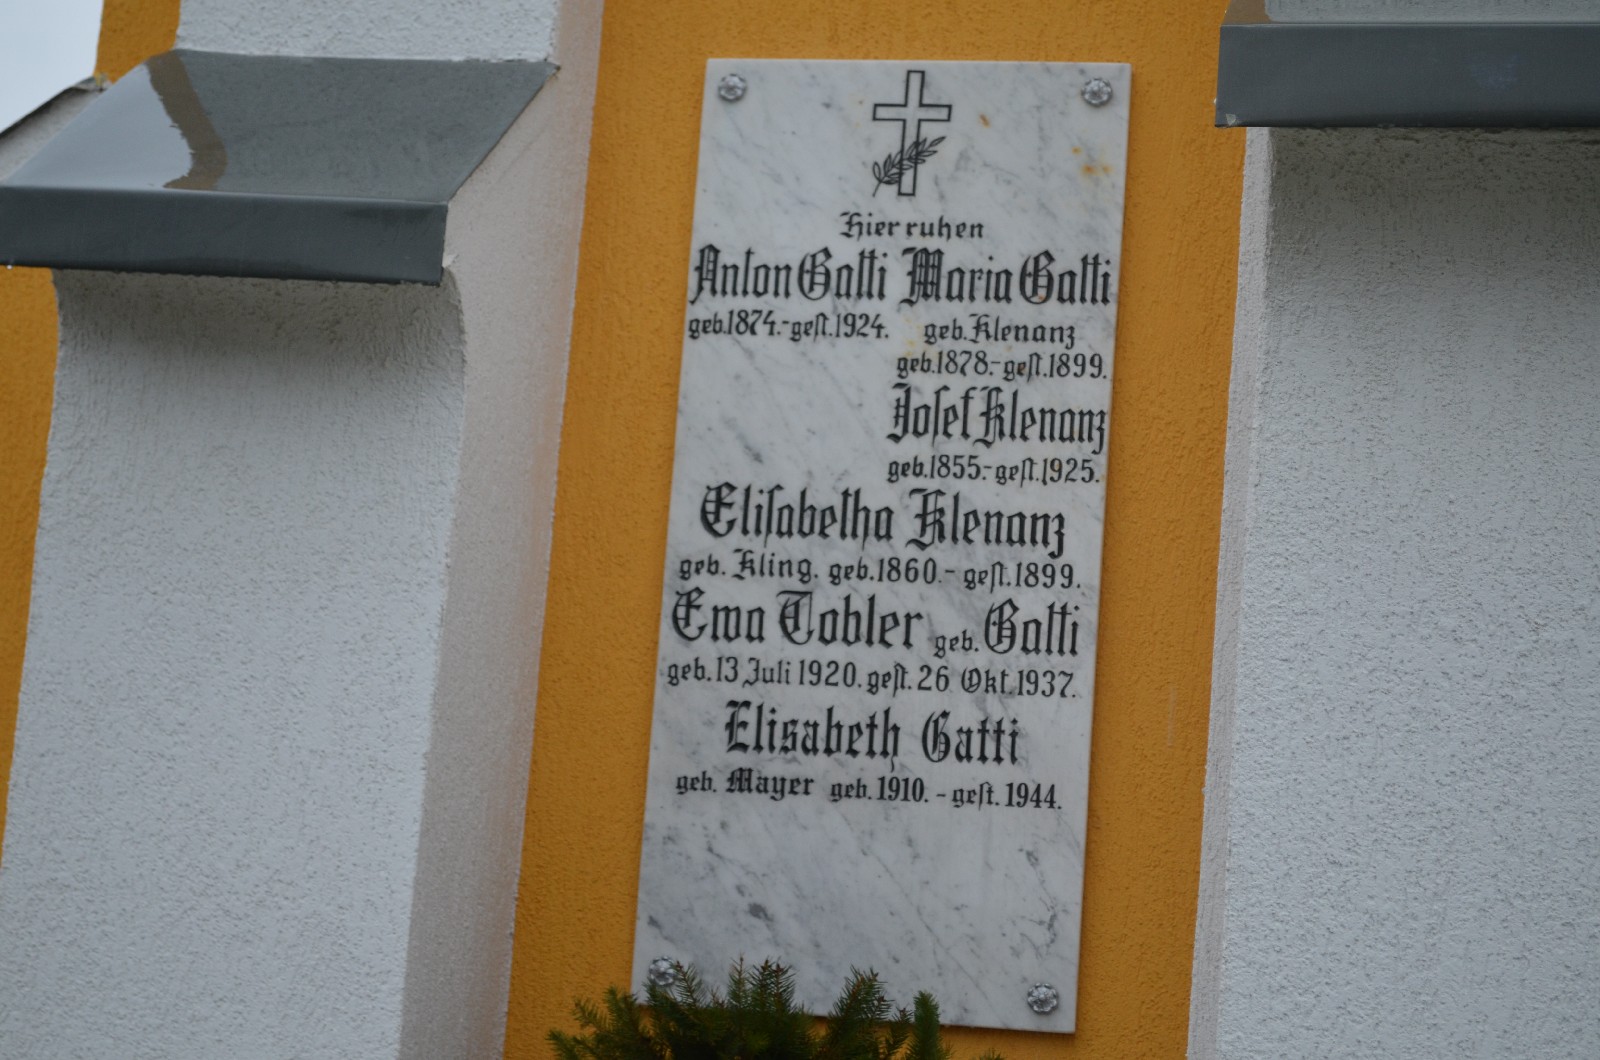 Hier ruhen
Anton Gatti Maria Gatti
geb. 1874.- geſt. 1924. geb. Klenanz
geb. 1878.- geſt. 1899.
Joſef Klenanz
geb. 1855.- geſt. 1925.
Eliſabetha Klenanz
geb. Kling. geb. 1860.- geſt. 1899.
Ewa Tobler geb. Gatti
geb. 13 Juli 1920. geſt. 26 Okt. 1937.
Elisabeth Gatti
geb. Mayer geb. 1910. - geſt. 1944.